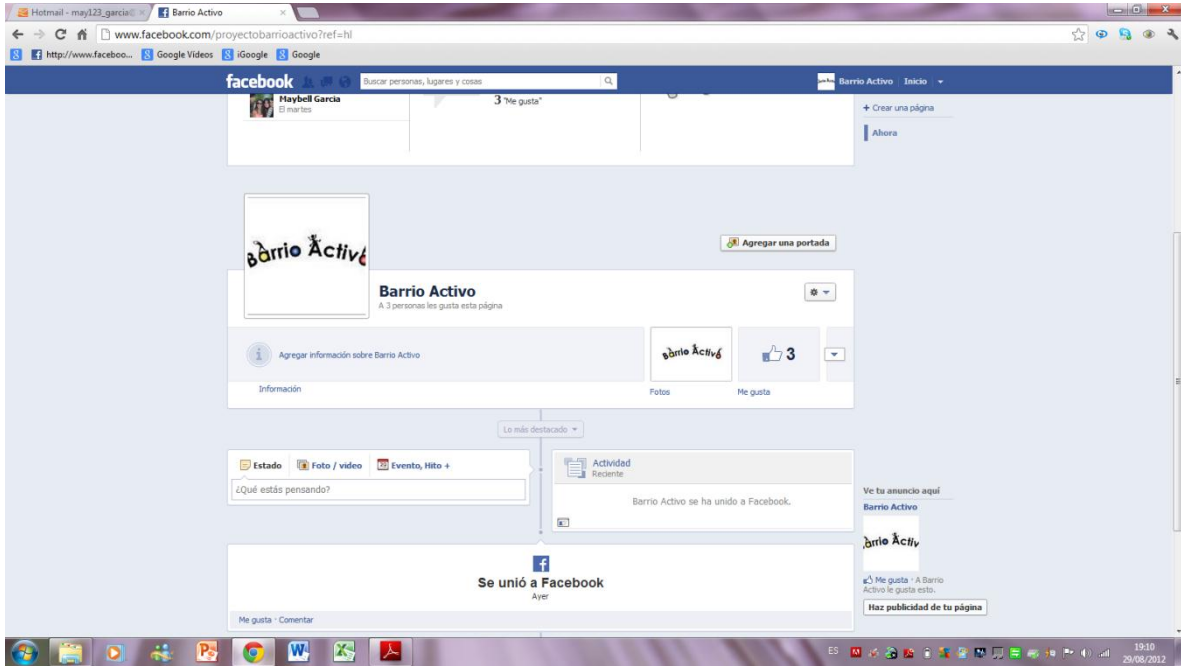 Hotmail - may123_garcia@
Barrio Activo
www.facebook.com/proyectobarrioactivo?ref=hl
http://www.faceboo...
Google Vídeos
iGoogle
Google
facebook
Buscar personas, lugares y cosas
Barrio Activo
Inicio
Maybell Garcia
El martes
3 "Me gusta"
+ Crear una página
Ahora
Barrio Activo
Agregar una portada
Barrio Activo
A 3 personas les gusta esta página
Agregar información sobre Barrio Activo
Barrio Activo
3
Información
Fotos
Me gusta
Lo más destacado
Estado
Foto / video
Evento, Hito +
¿Qué estás pensando?
Actividad
Reciente
Barrio Activo se ha unido a Facebook.
Se unió a Facebook
Ayer
Me gusta · Comentar
Ve tu anuncio aquí
Barrio Activo
arrio Activ
Me gusta · A Barrio
Activo le gusta esto.
Haz publicidad de tu página
ES
19:10
29/08/2012